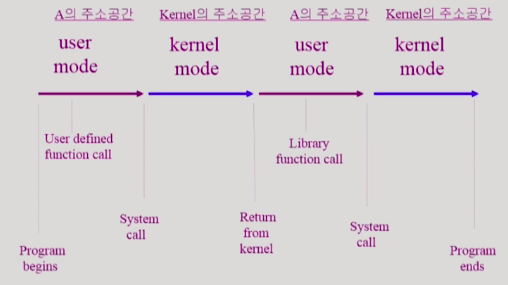 A의 주소공간
Kernel의 주소공간
A의 주소공간
Kernel의 주소공간
user
mode
kernel
mode
user
mode
kernel
mode
User defined
function call
Library
function call
System
call
Return
from
kernel
System
call
Program
begins
Program
ends